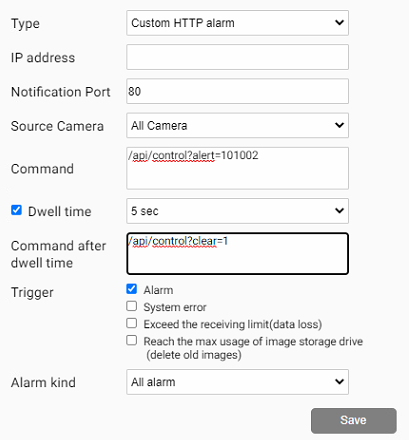 Type Custom HTTP alarm
IP address
Notification Port 80
Source Camera All Camera
Command /api/control?alert=101002
Dwell time 5 sec
Command after dwell time /api/control?clear=1
Trigger Alarm
System error
Exceed the receiving limit(data loss)
Reach the max usage of image storage drive
(delete old images)
Alarm kind All alarm
Save